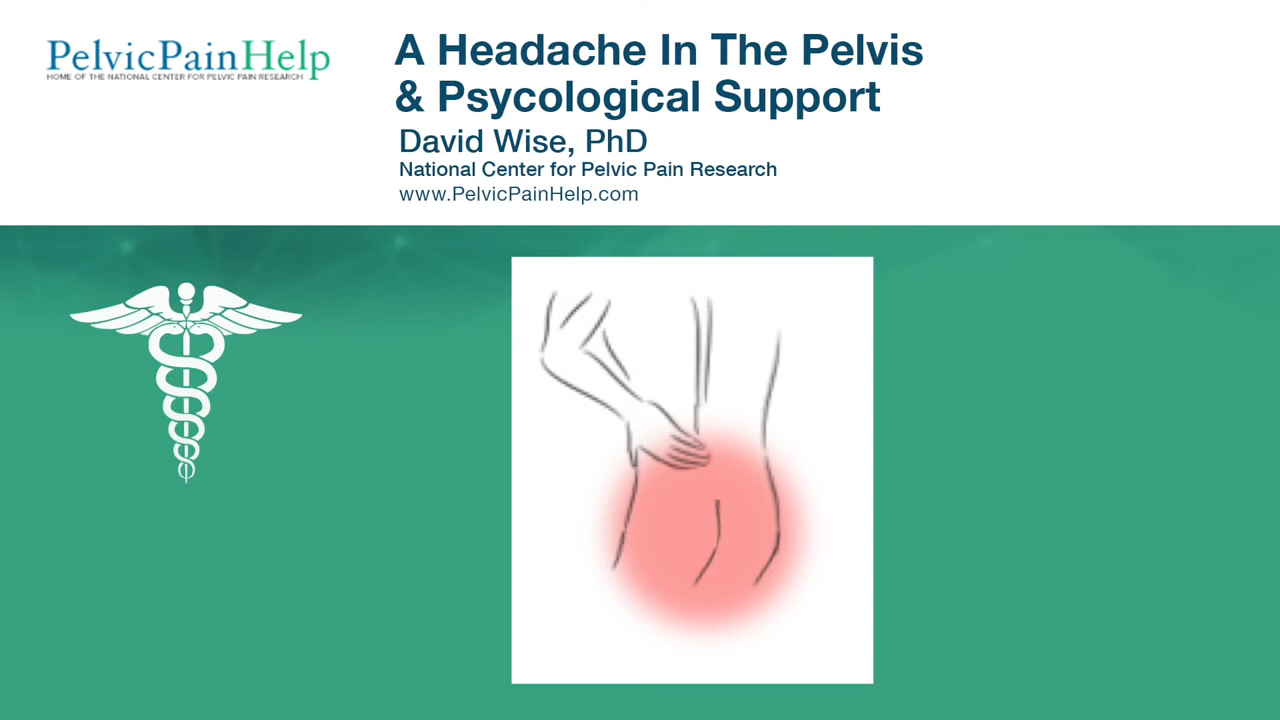 PelvicPainHelp
HOME OF THE NATIONAL CENTER FOR PELVIC PAIN RESEARCH
A Headache In The Pelvis
& Psycological Support
David Wise, PhD
National Center for Pelvic Pain Research
www.PelvicPainHelp.com